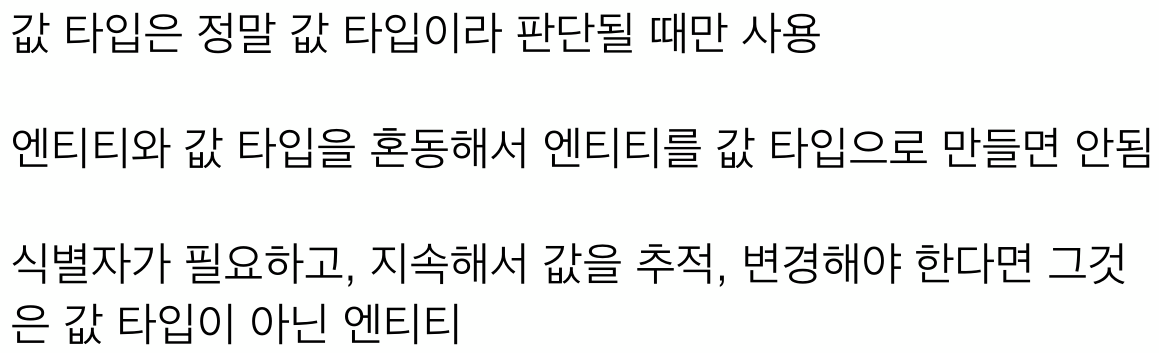 값 타입은 정말 값 타입이라 판단될 때만 사용
엔티티와 값 타입을 혼동해서 엔티티를 값 타입으로 만들면 안됨
식별자가 필요하고, 지속해서 값을 추적, 변경해야 한다면 그것
은 값 타입이 아닌 엔티티